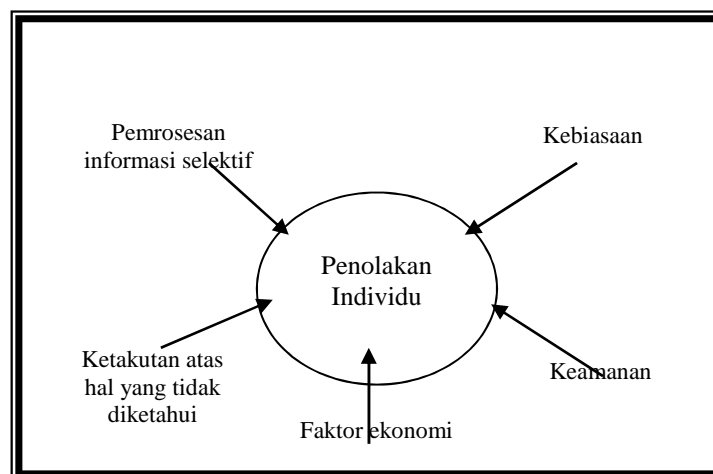 Pemrosesan
informasi selektif
Kebiasaan
Penolakan
Individu
Ketakutan atas
hal yang tidak
diketahui
Keamanan
Faktor ekonomi